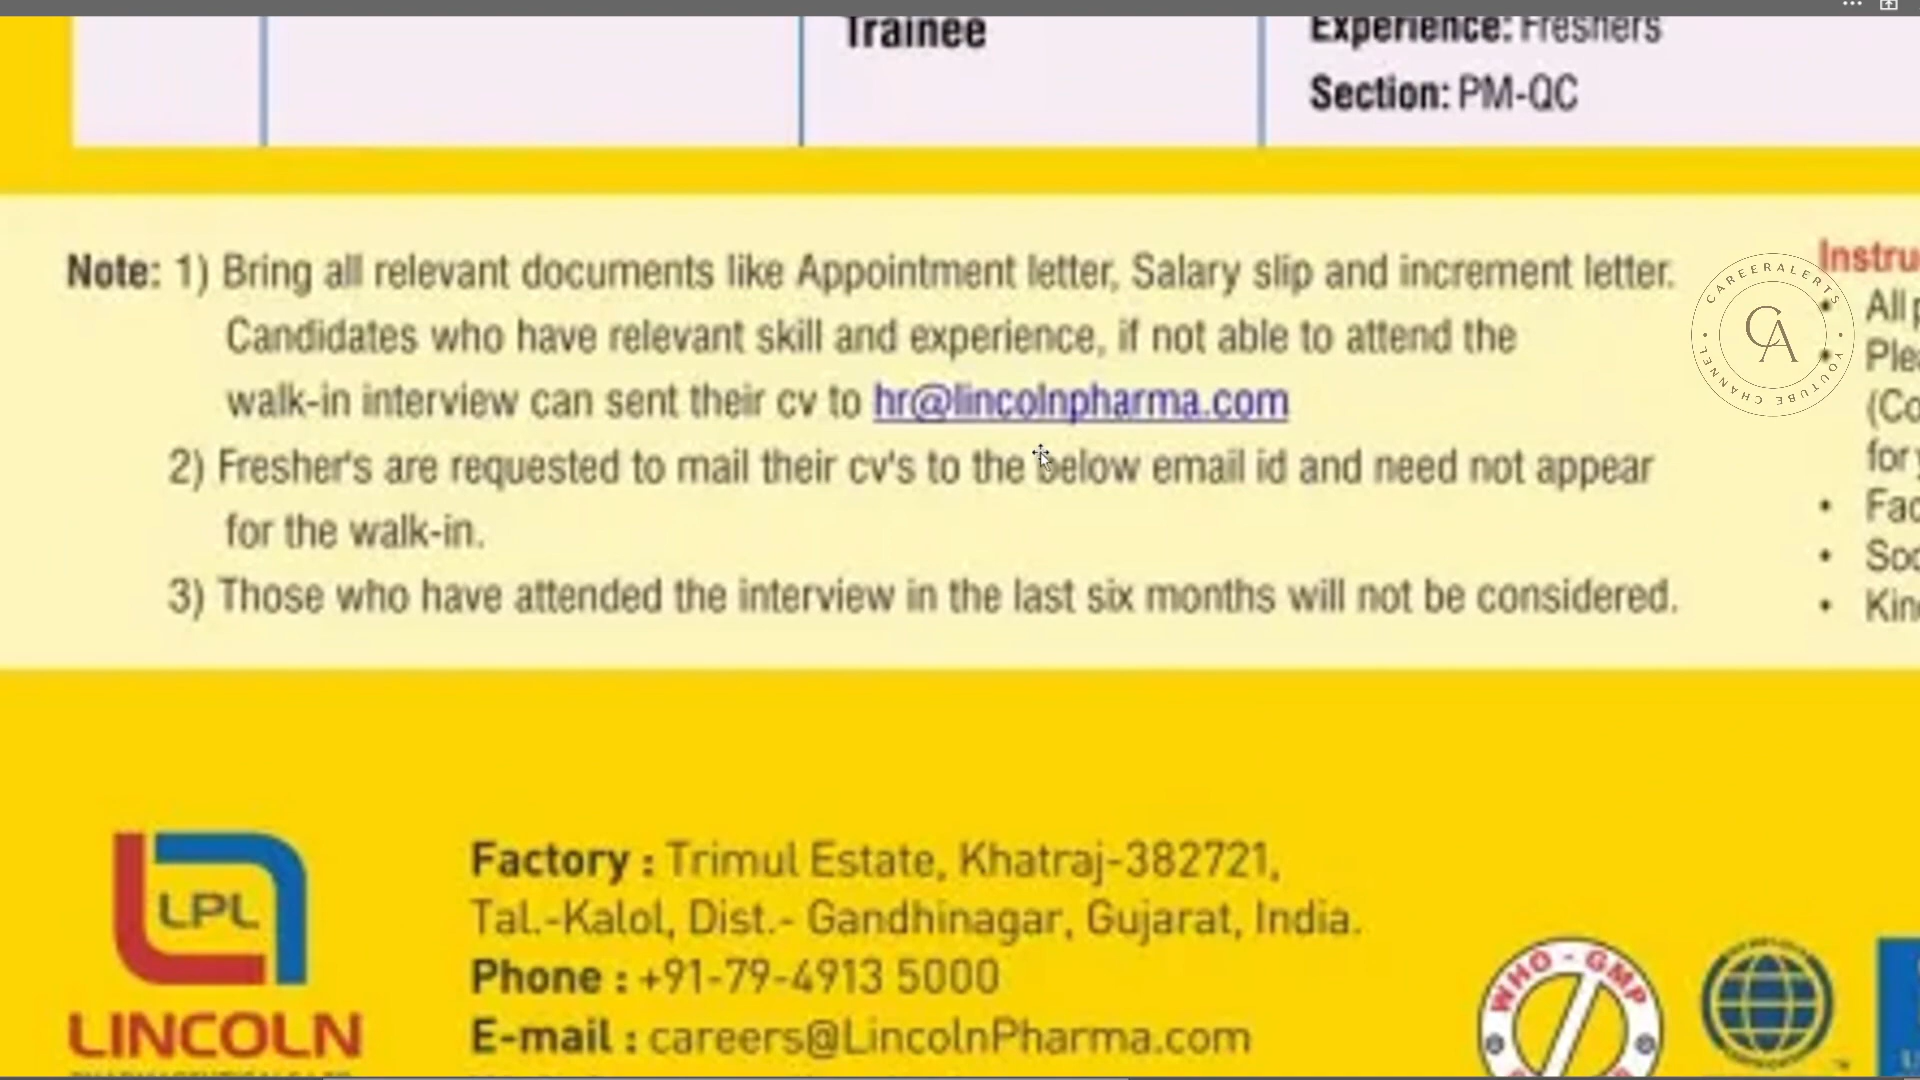 Trainee
Experience: Freshers
Section: PM-QC
Note: 1) Bring all relevant documents like Appointment letter, Salary slip and increment letter.
Candidates who have relevant skill and experience, if not able to attend the
walk-in interview can sent their cv to hr@lincolnpharma.com
2) Fresher's are requested to mail their cv's to the below email id and need not appear
for the walk-in.
3) Those who have attended the interview in the last six months will not be considered.
Instru
All p
Plea
(Co
for y
Fac
Soc
Kin
CAREERALERTS
CA
YOUTUBE CHANNEL
LPL
LINCOLN
Factory : Trimul Estate, Khatraj-382721,
Tal.-Kalol, Dist.- Gandhinagar, Gujarat, India.
Phone : +91-79-4913 5000
E-mail : careers@LincolnPharma.com
WHO - GMP